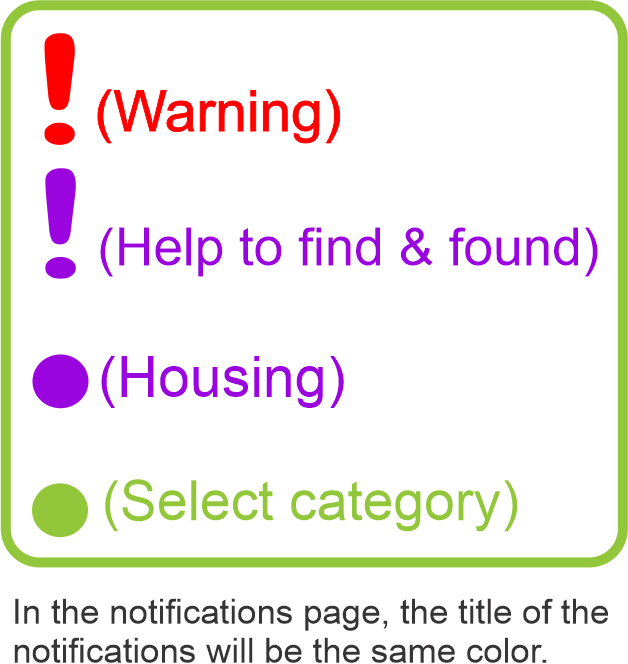 ! (Warning)
! (Help to find & found)
(Housing)
(Select category)
In the notifications page, the title of the
notifications will be the same color.